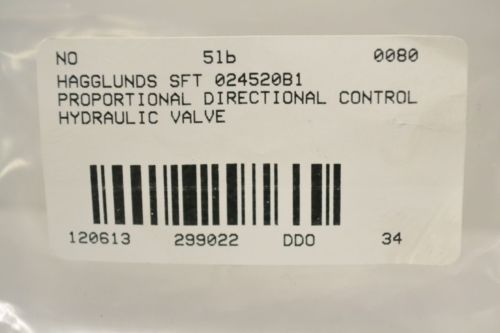 NO 5lb 0080
HAGGLUNDS SFT 024520B1
PROPORTIONAL DIRECTIONAL CONTROL
HYDRAULIC VALVE
120613 299022 DDO 34